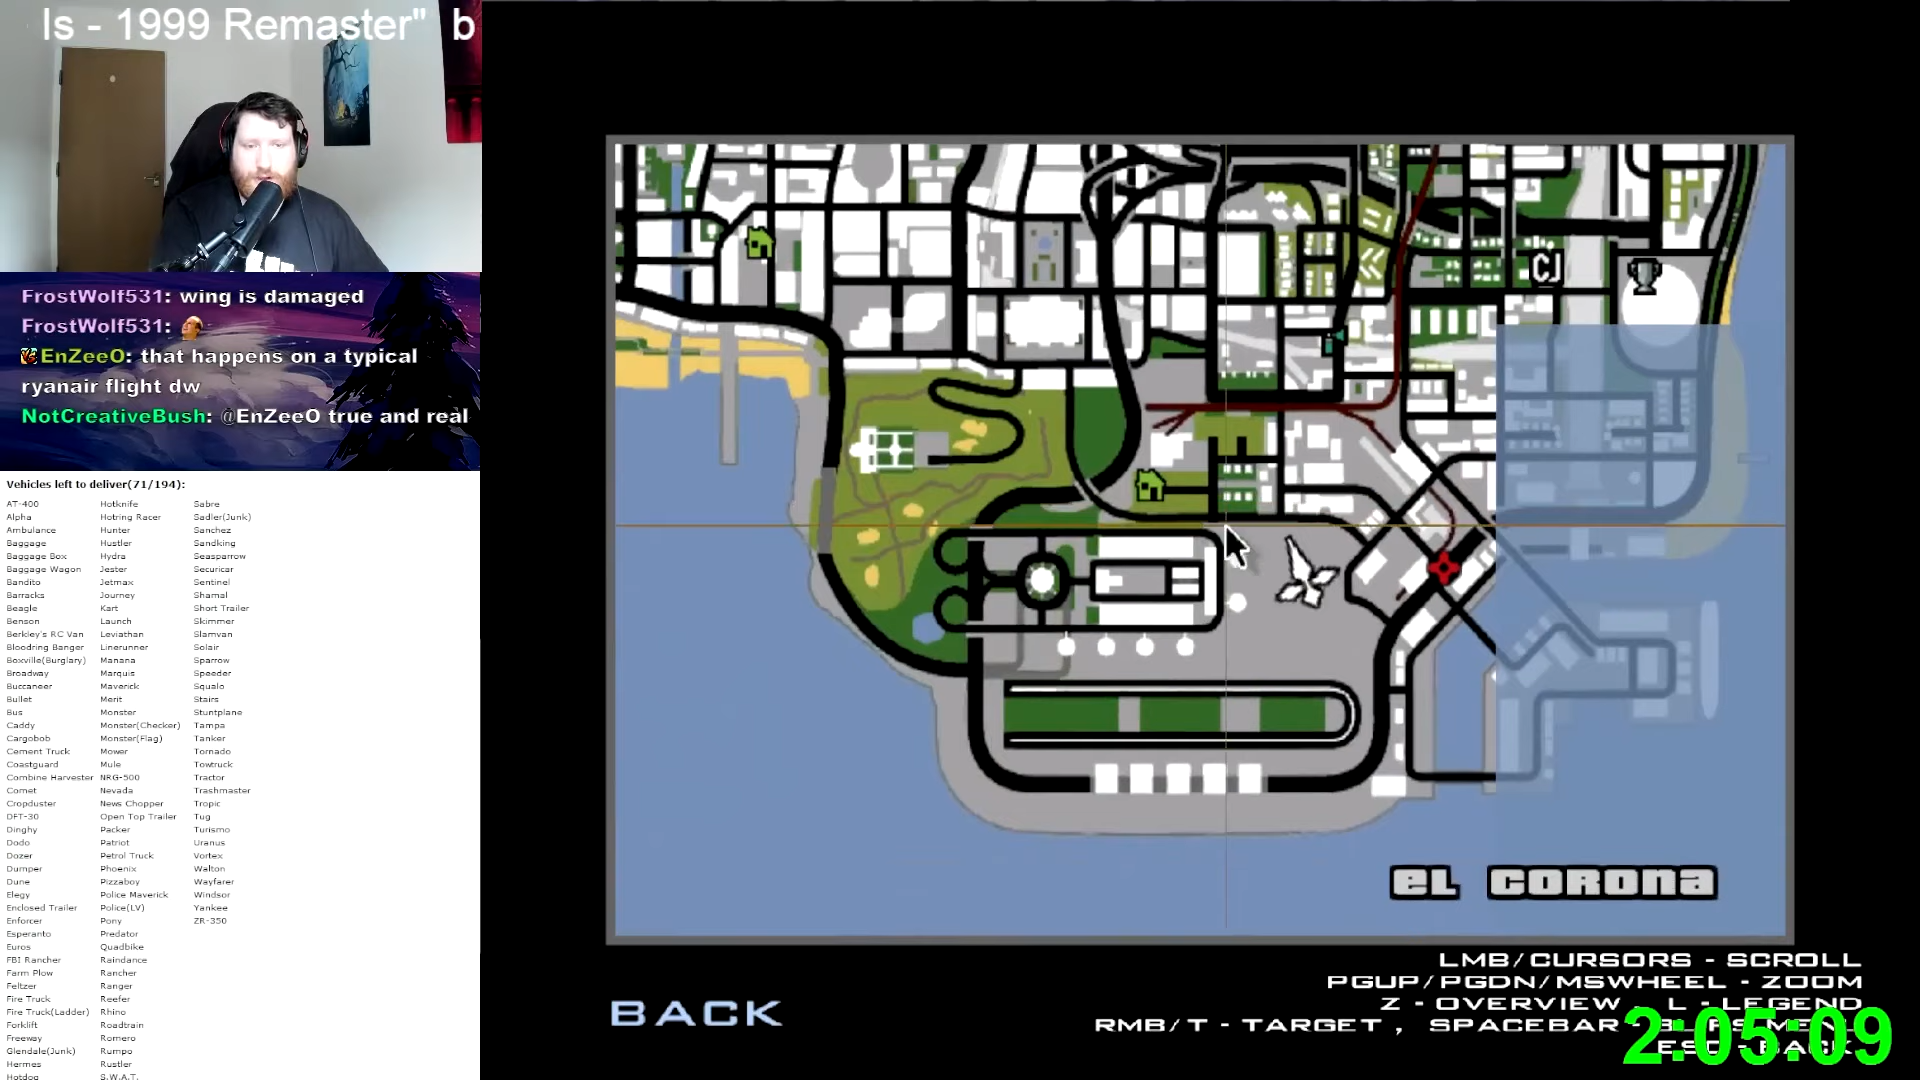 ls - 1999 Remaster" b
FrostWolf531: wing is damaged
FrostWolf531:
EnZeeO: that happens on a typical
ryanair flight dw
NotCreativeBush: @EnZeeO true and real
Vehicles left to deliver(71/194):
AT-400 Hotknife Sabre
Alpha Hotring Racer Sadler(Junk)
Ambulance Hunter Sanchez
Baggage Hustler Sandking
Baggage Box Hydra Seasparrow
Baggage Wagon Jester Securicar
Bandito Jetmax Sentinel
Barracks Journey Shamal
Beagle Kart Short Trailer
Benson Launch Skimmer
Berkley's RC Van Leviathan Slamvan
Bloodring Banger Linerunner Solair
Boxville(Burglary) Manana Sparrow
Broadway Marquis Speeder
Buccaneer Maverick Squalo
Bullet Merit Stairs
Bus Monster Stuntplane
Caddy Monster(Checker) Tampa
Cargobob Monster(Flag) Tanker
Cement Truck Mower Tornado
Coastguard Mule Towtruck
Combine Harvester NRG-500 Tractor
Comet Nevada Trashmaster
Cropduster News Chopper Tropic
DFT-30 Open Top Trailer Tug
Dinghy Packer Turismo
Dodo Patriot Uranus
Dozer Petrol Truck Vortex
Dumper Phoenix Walton
Dune Pizzaboy Wayfarer
Elegy Police Maverick Windsor
Enclosed Trailer Police(LV) Yankee
Enforcer Pony ZR-350
Esperanto Predator
Euros Quadbike
FBI Rancher Raindance
Farm Plow Rancher
Feltzer Ranger
Fire Truck Reefer
Fire Truck(Ladder) Rhino
Forklift Roadtrain
Freeway Romero
Glendale(Junk) Rumpo
Hermes Rustler
Hotdog S.W.A.T.
CJ
EL CORONA
LMB/CURSORS - SCROLL
PGUP/PGDN/MSWHEEL - ZOOM
Z - OVERVIEW, L - LEGEND
RMB/T - TARGET, SPACEBAR -
ESC - BACK
BACK
2:05:09